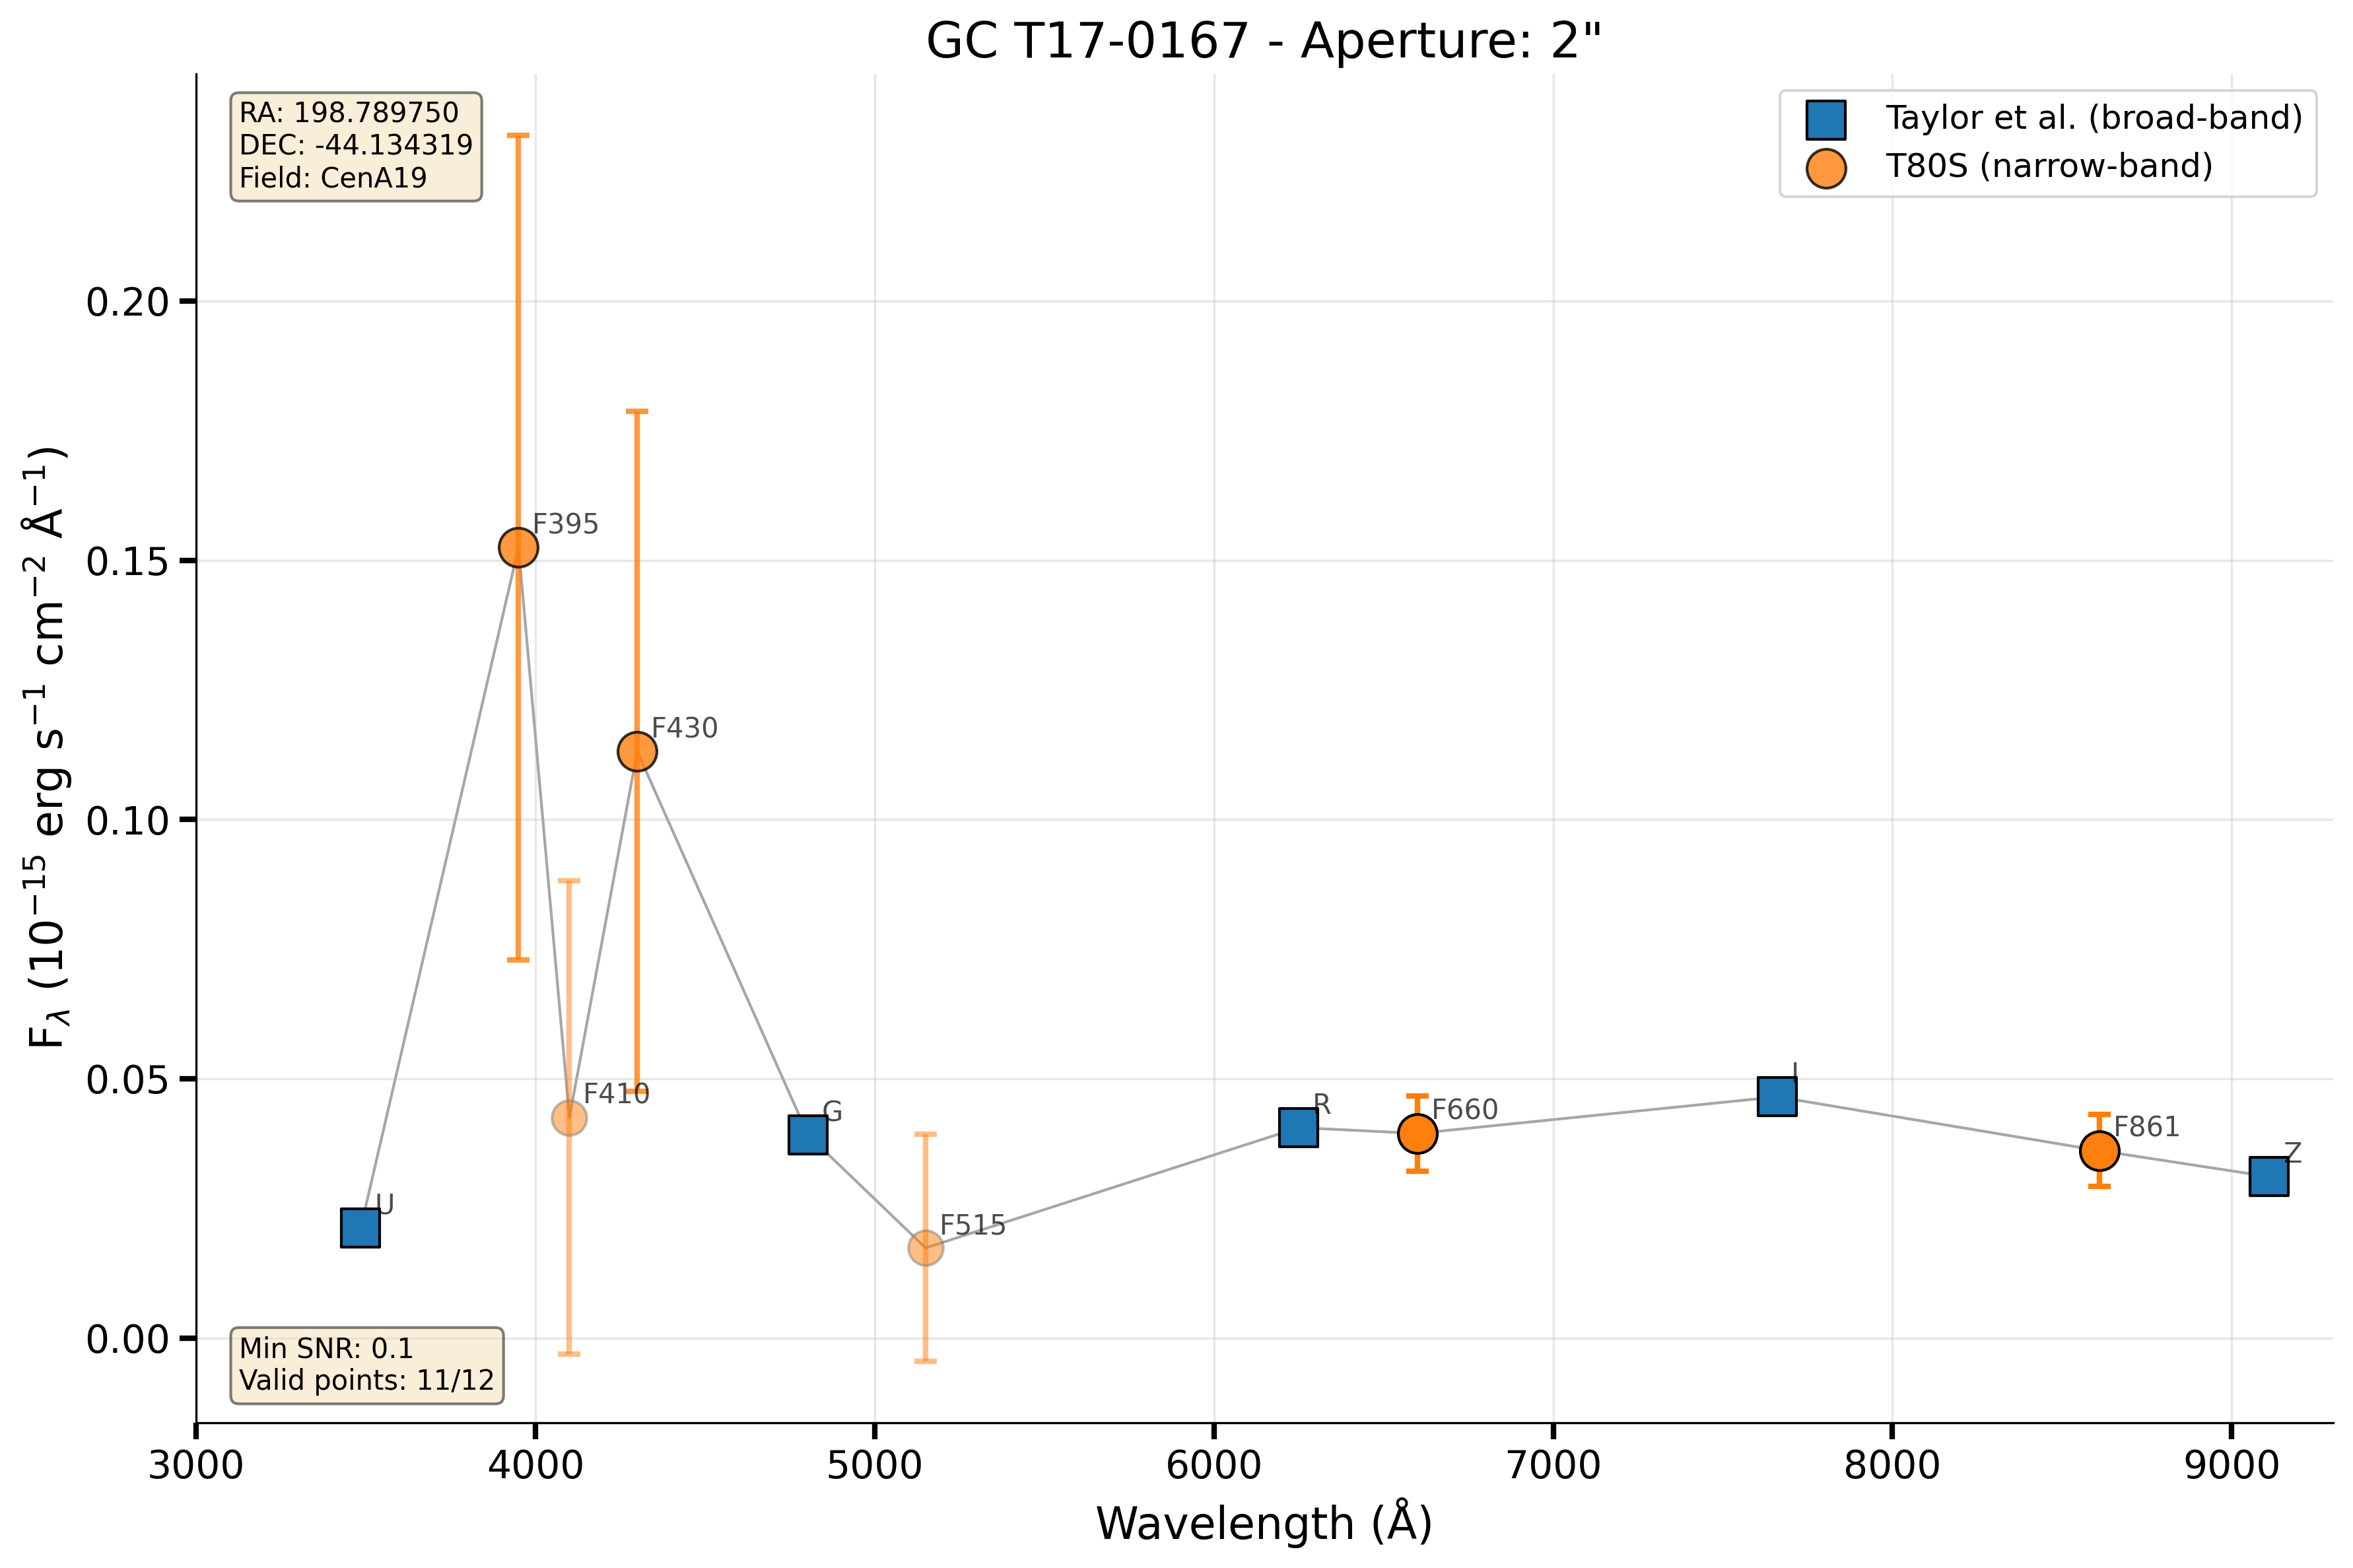 GC T17-0167 - Aperture: 2"
RA: 198.789750
DEC: -44.134319
Field: CenA19
Taylor et al. (broad-band)
T80S (narrow-band)
F_λ (10⁻¹⁵ erg s⁻¹ cm⁻² Å⁻¹)
0.20
0.15
0.10
0.05
0.00
F395
F430
F410
G
U
F515
R
F660
I
F861
Z
Min SNR: 0.1
Valid points: 11/12
3000 4000 5000 6000 7000 8000 9000
Wavelength (Å)